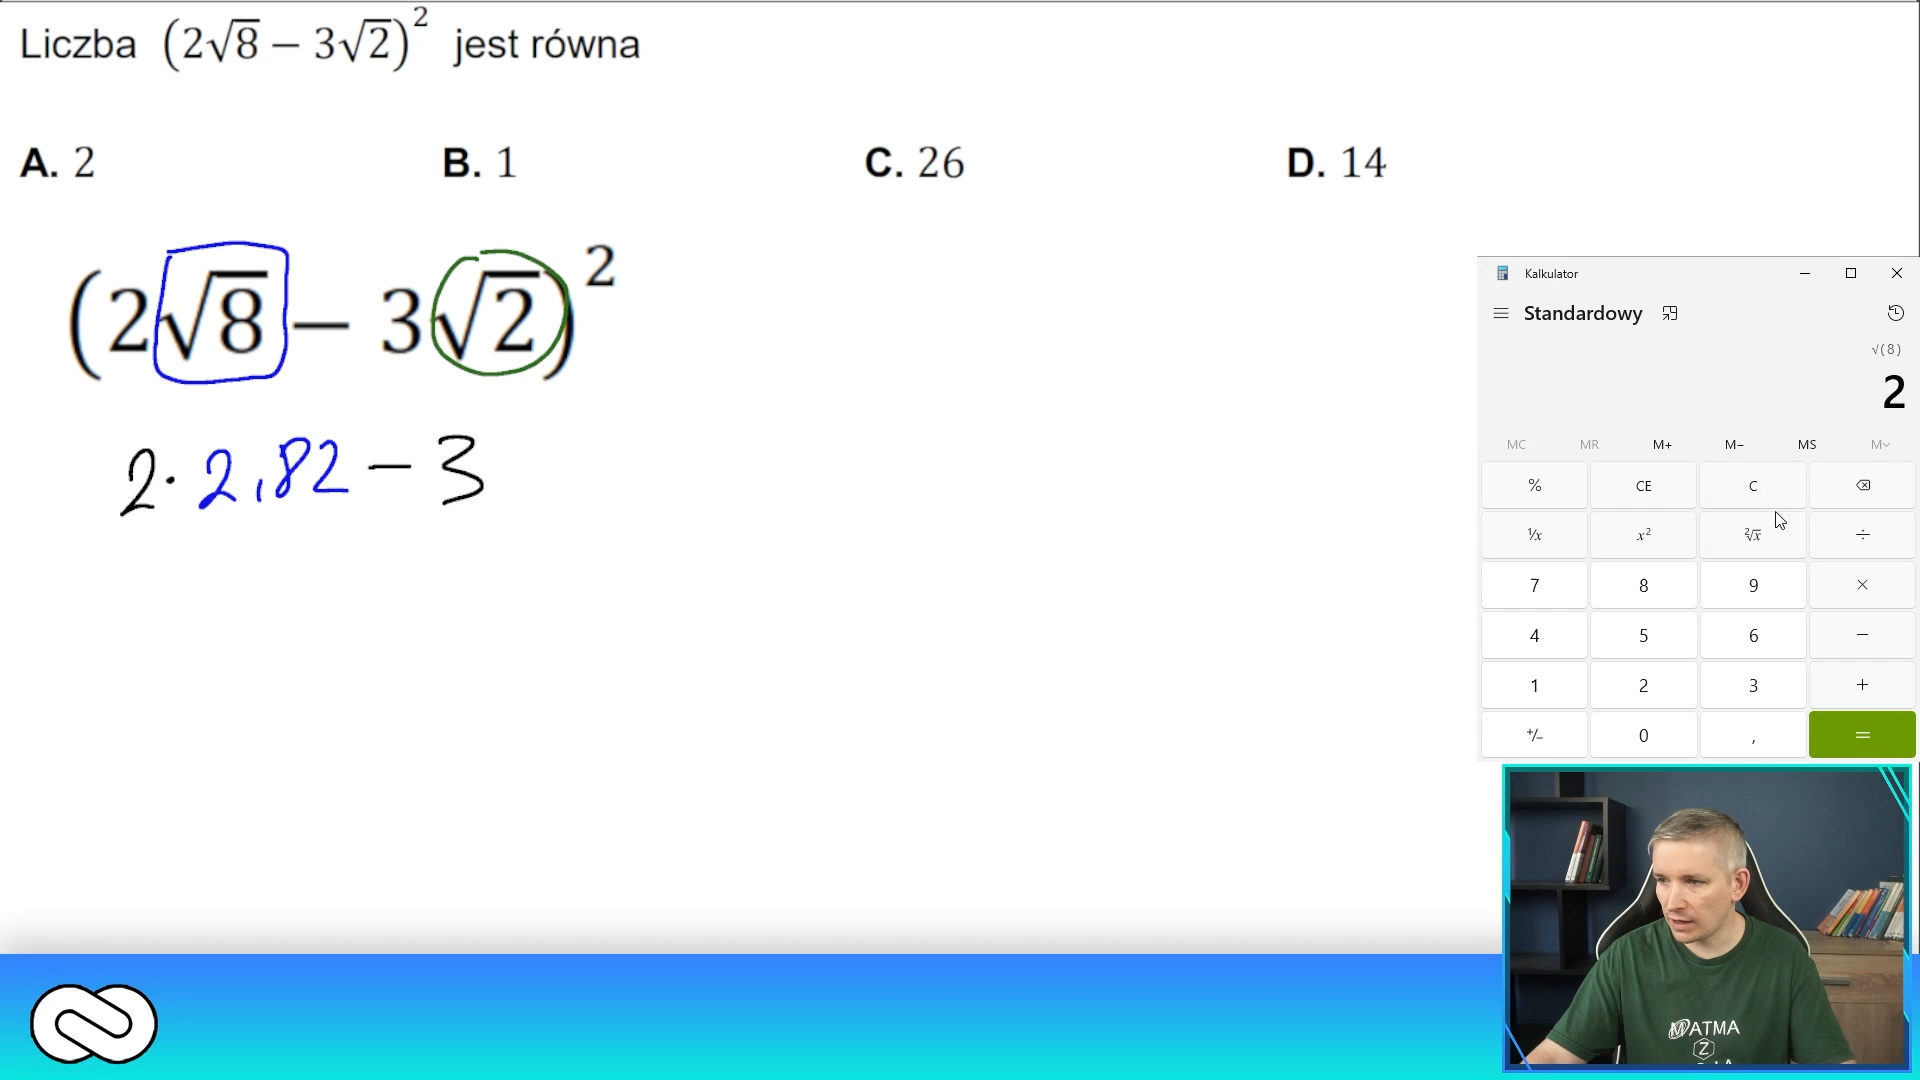 Liczba (2√8 − 3√2)² jest równa
A. 2 B. 1 C. 26 D. 14
(2√8 − 3√2)²
2 · 2,82 − 3
Kalkulator
Standardowy
√(8)
2
MC MR M+ M− MS M˅
% CE C
¹/x x² ²√x ÷
7 8 9 ×
4 5 6 −
1 2 3 +
+/− 0 , =
MATMA
Z